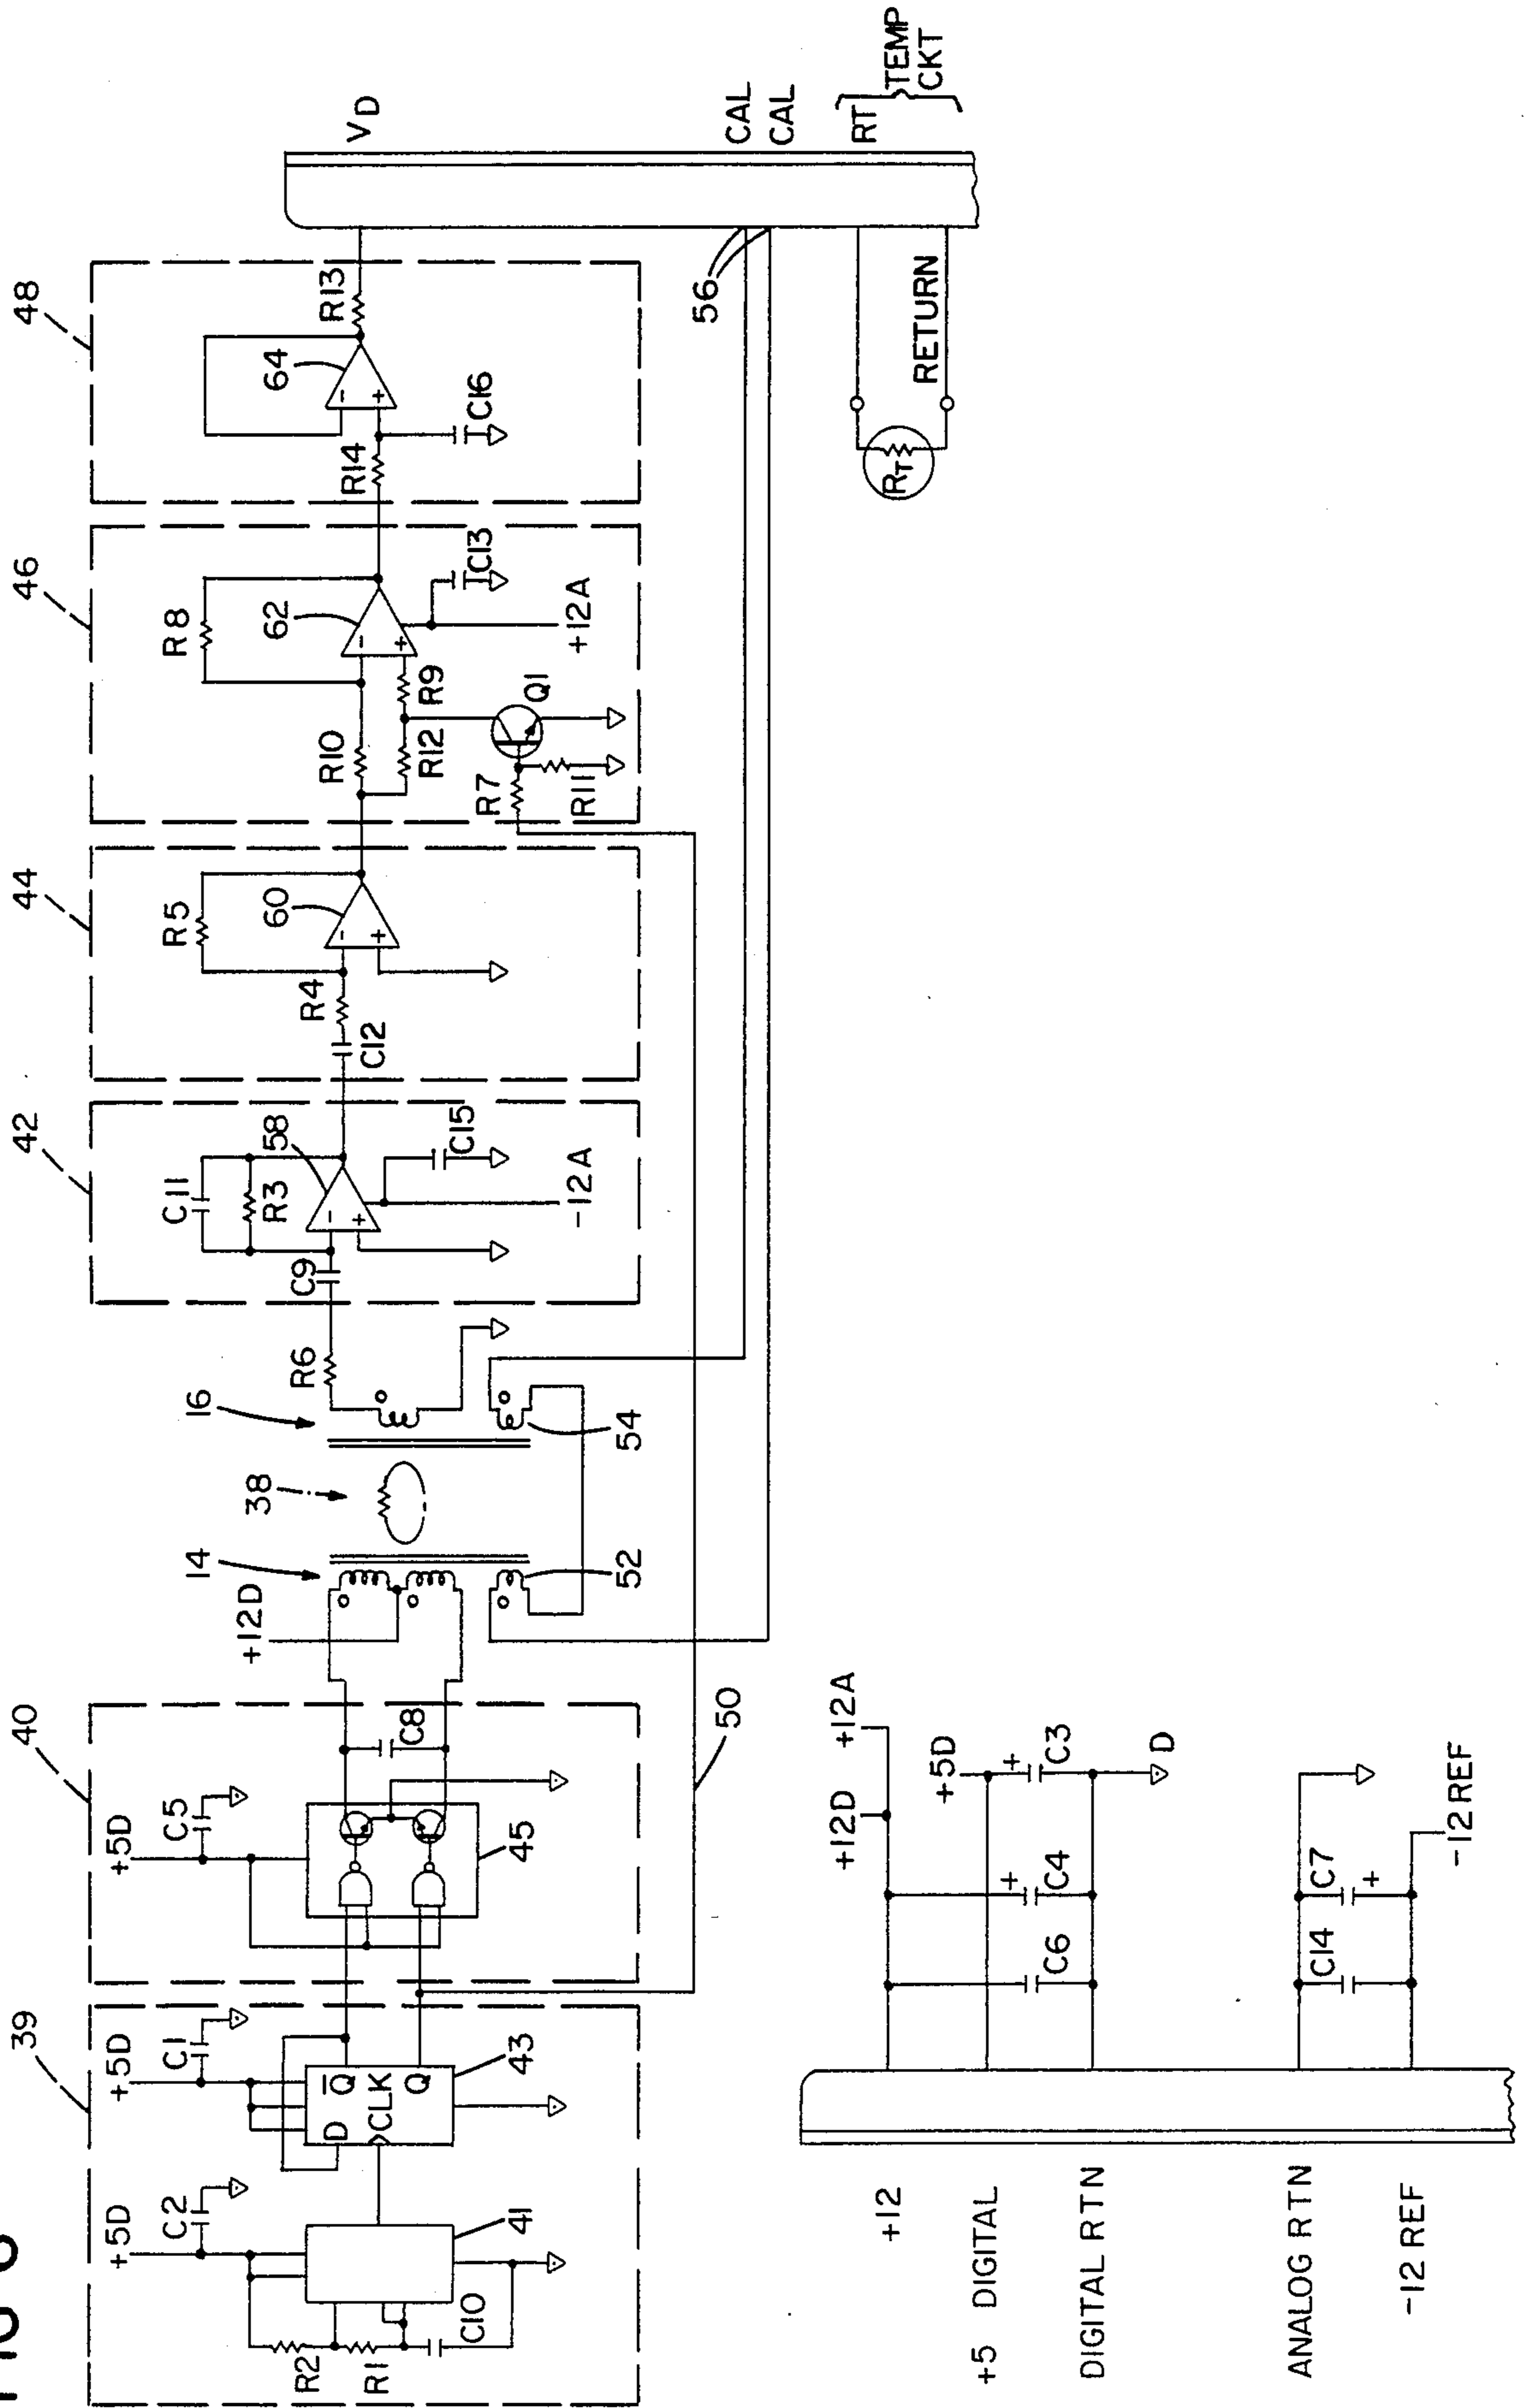 39
40
14
38
16
42
44
46
48
+5D
C2
+5D
C1
+5D
C5
+12D
R2
R1
C10
41
D
Q
CLK
Q
43
45
C8
50
52
54
R6
C9
C11
R3
58
-
+
C15
-12A
C12
R4
R5
60
-
+
R10
R12
R9
R8
62
-
+
C13
+12A
R7
R11
Q1
R14
C16
64
-
+
R13
VD
56
CAL
CAL
RT
TEMP
CKT
RT
RETURN
+12
+5 DIGITAL
DIGITAL RTN
ANALOG RTN
-12 REF
+12D
+12A
+5D
C6
C4
+
C3
+
D
C14
C7
+
-12 REF